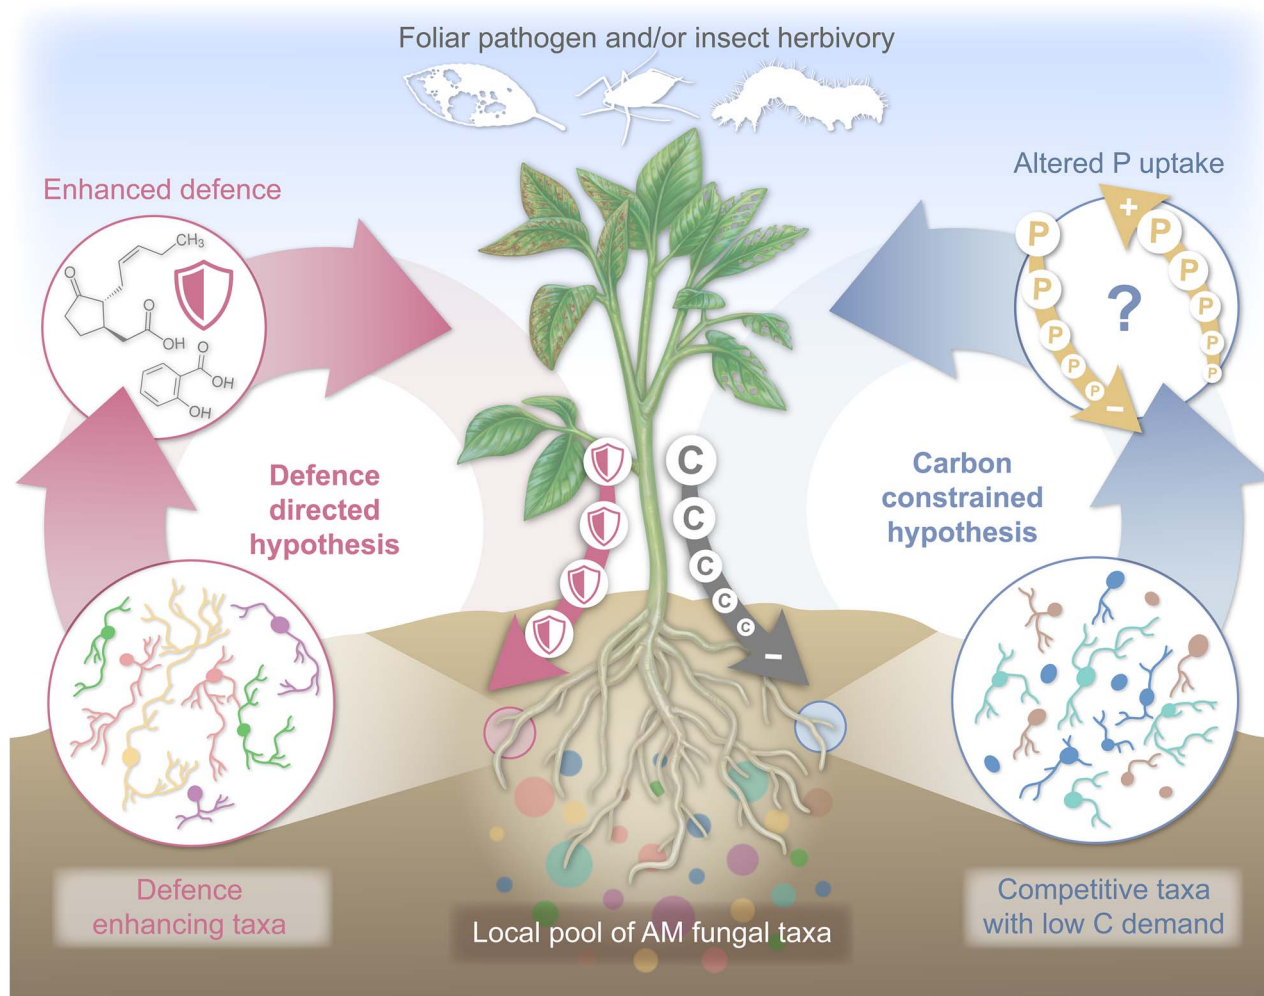 Foliar pathogen and/or insect herbivory
Enhanced defence
Altered P uptake
CH₃
O
O
OH
O
OH
OH
+
P
P
P
P
P
–
P
P
P
P
P
?
Defence
directed
hypothesis
Carbon
constrained
hypothesis
C
C
C
C
C
–
Defence
enhancing taxa
Local pool of AM fungal taxa
Competitive taxa
with low C demand